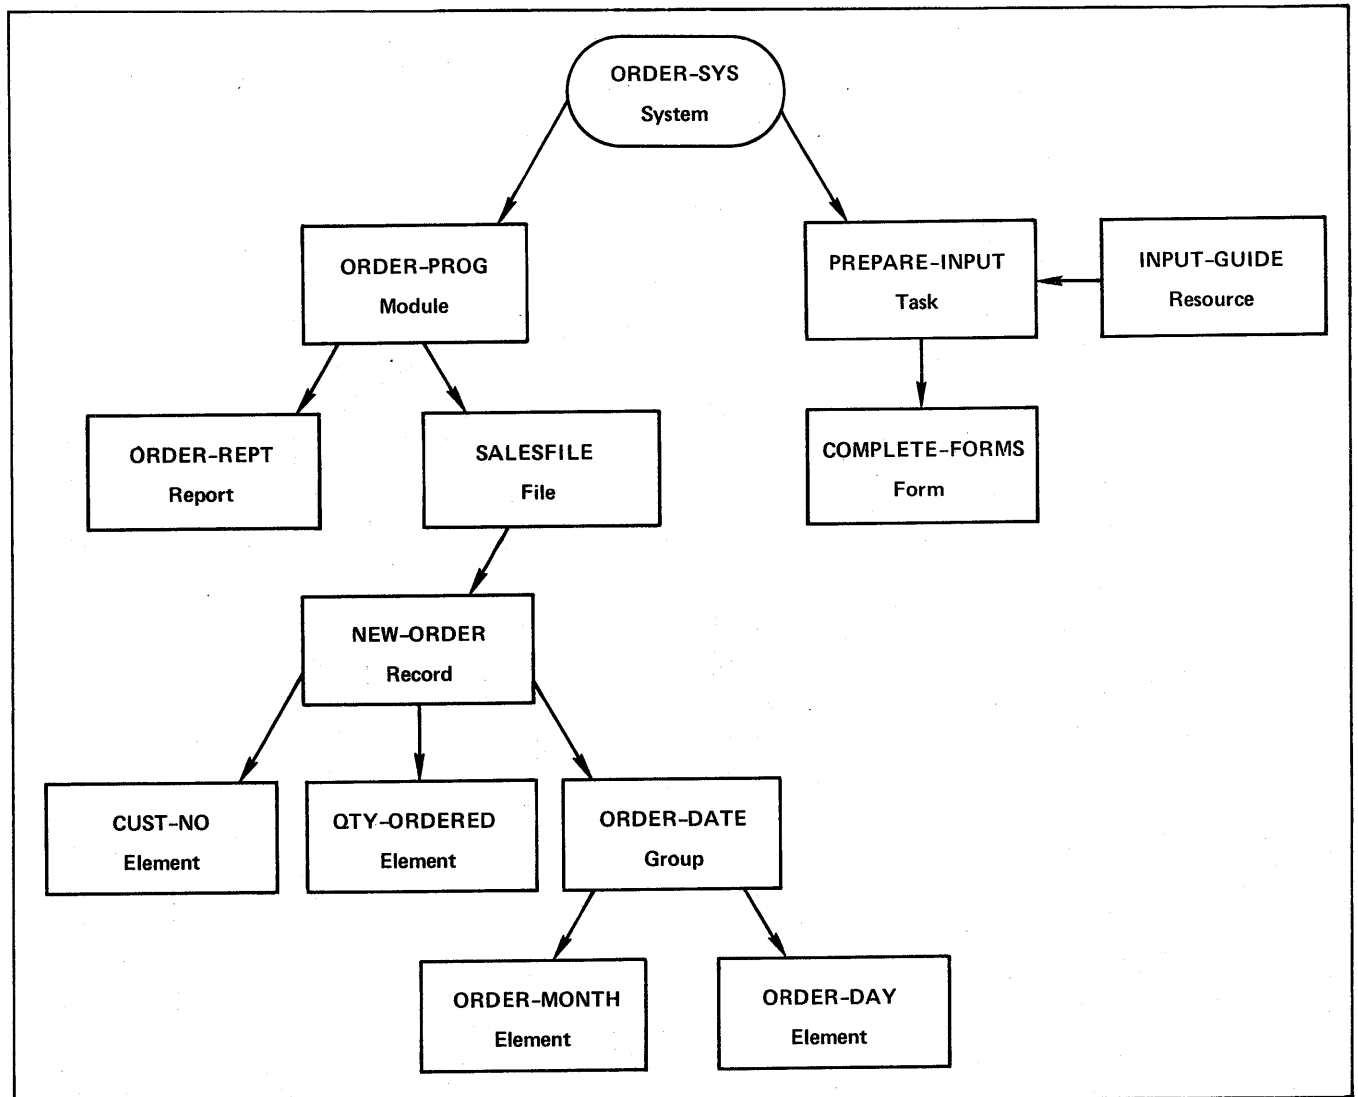 ORDER-SYS
System
ORDER-PROG
Module
PREPARE-INPUT
Task
INPUT-GUIDE
Resource
ORDER-REPT
Report
SALESFILE
File
COMPLETE-FORMS
Form
NEW-ORDER
Record
CUST-NO
Element
QTY-ORDERED
Element
ORDER-DATE
Group
ORDER-MONTH
Element
ORDER-DAY
Element